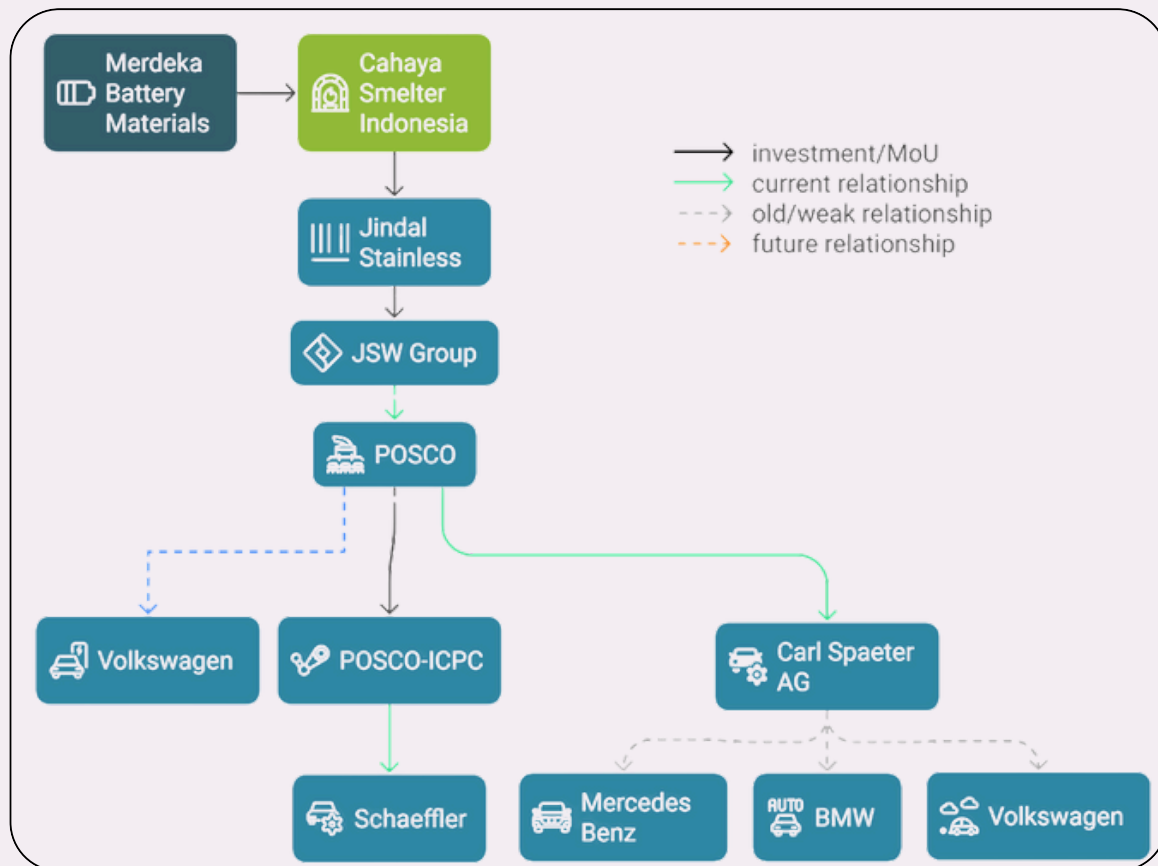 Merdeka
Battery
Materials
Cahaya
Smelter
Indonesia
investment/MoU
current relationship
old/weak relationship
future relationship
Jindal
Stainless
JSW Group
POSCO
Volkswagen
POSCO-ICPC
Carl Spaeter
AG
Schaeffler
Mercedes
Benz
AUTO
BMW
Volkswagen